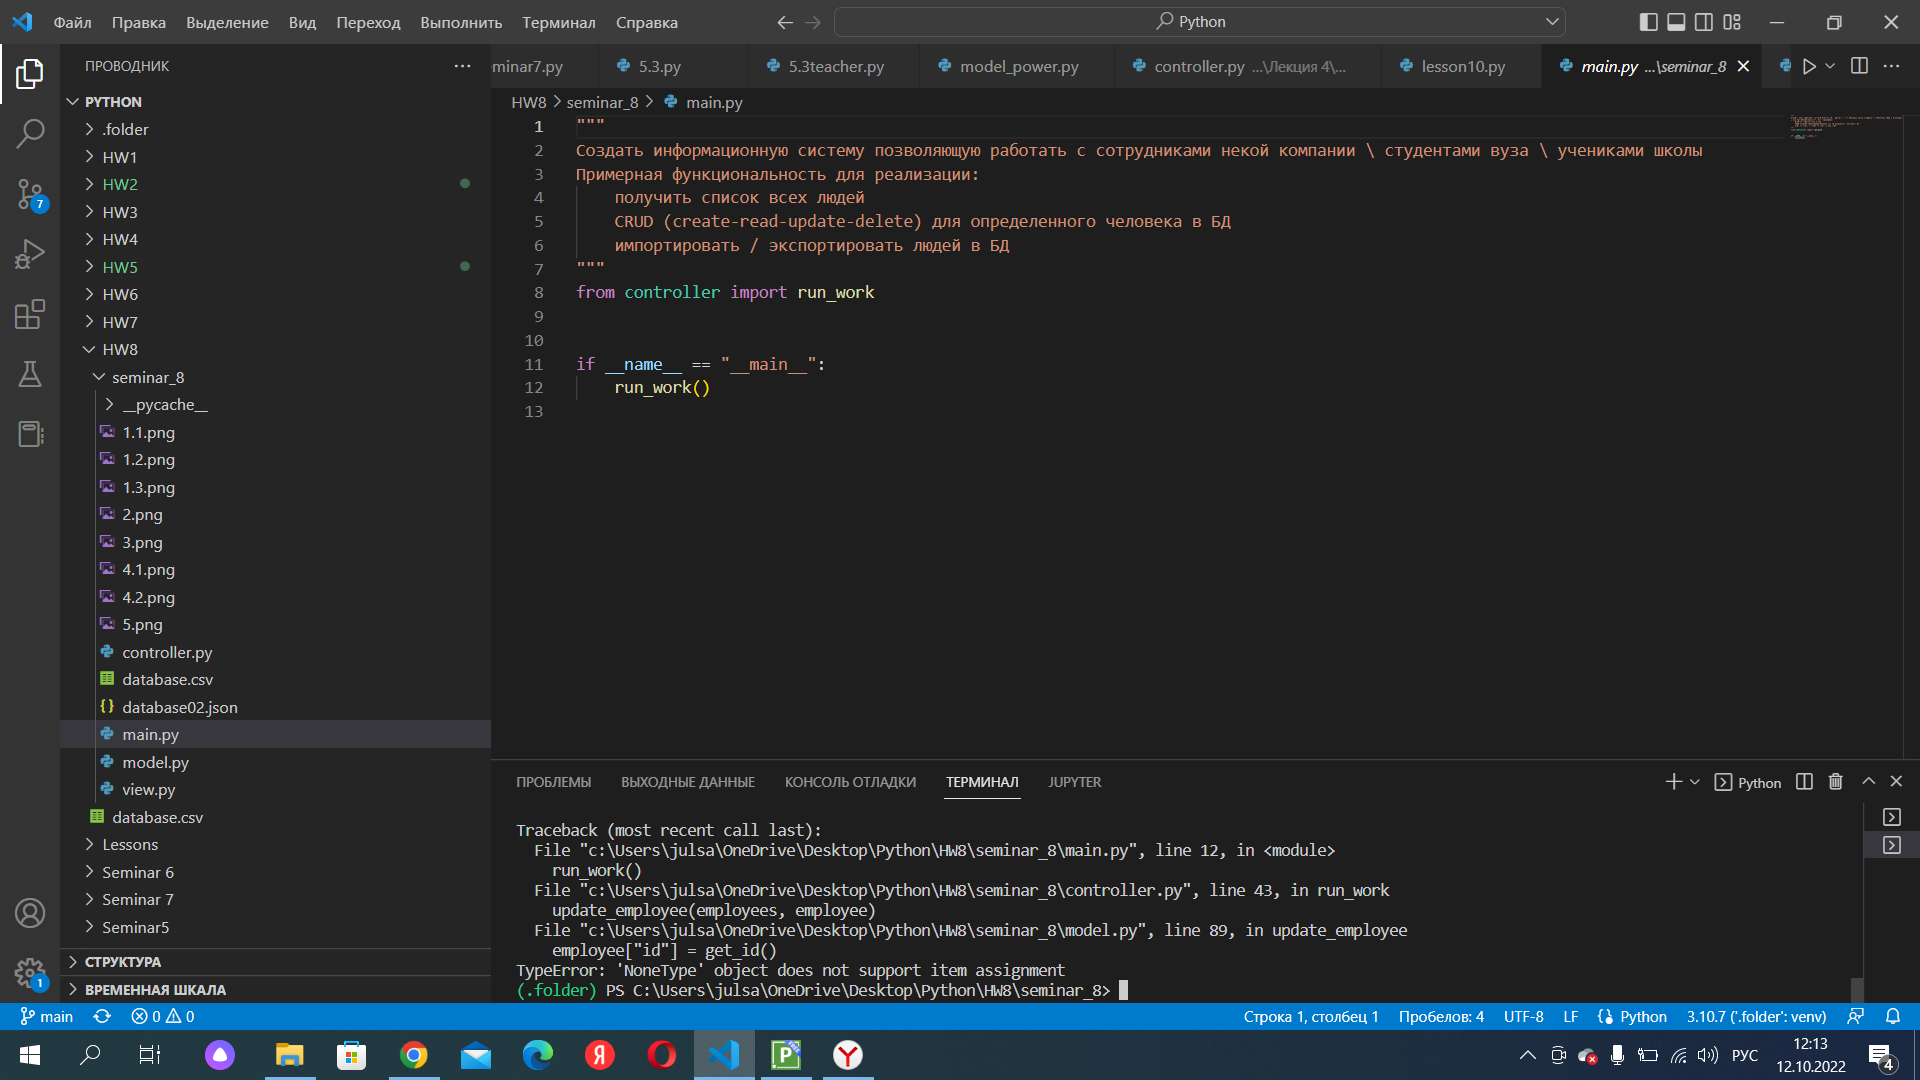 Файл Правка Выделение Вид Переход Выполнить Терминал Справка
Python
ПРОВОДНИК
minar7.py 5.3.py 5.3teacher.py model_power.py controller.py ...\Лекция 4\... lesson10.py main.py ...\seminar_8
HW8 > seminar_8 > main.py
PYTHON
.folder
HW1
HW2
HW3
HW4
HW5
HW6
HW7
HW8
seminar_8
__pycache__
1.1.png
1.2.png
1.3.png
2.png
3.png
4.1.png
4.2.png
5.png
controller.py
database.csv
database02.json
main.py
model.py
view.py
database.csv
Lessons
Seminar 6
Seminar 7
Seminar5
СТРУКТУРА
ВРЕМЕННАЯ ШКАЛА
7
1
1 """
2 Создать информационную систему позволяющую работать с сотрудниками некой компании \ студентами вуза \ учениками школы
3 Примерная функциональность для реализации:
4 получить список всех людей
5 CRUD (create-read-update-delete) для определенного человека в БД
6 импортировать / экспортировать людей в БД
7 """
8 from controller import run_work
9
10
11 if __name__ == "__main__":
12 run_work()
13
ПРОБЛЕМЫ ВЫХОДНЫЕ ДАННЫЕ КОНСОЛЬ ОТЛАДКИ ТЕРМИНАЛ JUPYTER
Python
Traceback (most recent call last):
File "c:\Users\julsa\OneDrive\Desktop\Python\HW8\seminar_8\main.py", line 12, in <module>
run_work()
File "c:\Users\julsa\OneDrive\Desktop\Python\HW8\seminar_8\controller.py", line 43, in run_work
update_employee(employees, employee)
File "c:\Users\julsa\OneDrive\Desktop\Python\HW8\seminar_8\model.py", line 89, in update_employee
employee["id"] = get_id()
TypeError: 'NoneType' object does not support item assignment
(.folder) PS C:\Users\julsa\OneDrive\Desktop\Python\HW8\seminar_8>
main 0 0 Строка 1, столбец 1 Пробелов: 4 UTF-8 LF Python 3.10.7 ('.folder': venv)
РУС
12:13
12.10.2022
4